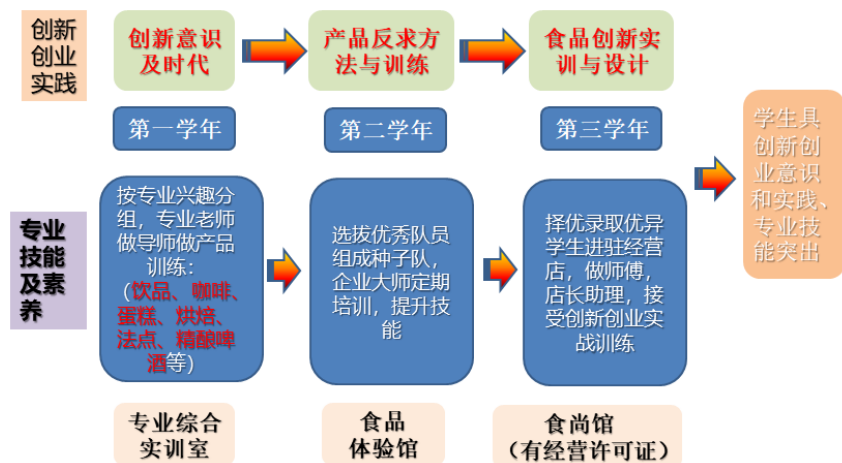 创新
创业
实践
创新意识
及时代
产品反求方
法与训练
食品创新实
训与设计
第一学年
第二学年
第三学年
学生具
创新创
业意识
和实践、
专业技
能突出
专业
技能
及素
养
按专业兴趣分
组，专业老师
做导师做产品
训练：
（饮品、咖啡、
蛋糕、烘焙、
法点、精酿啤
酒等）
选拔优秀队员
组成种子队，
企业大师定期
培训，提升技
能
择优录取优异
学生进驻经营
店，做师傅，
店长助理，接
受创新创业实
战训练
专业综合
实训室
食品
体验馆
食尚馆
（有经营许可证）